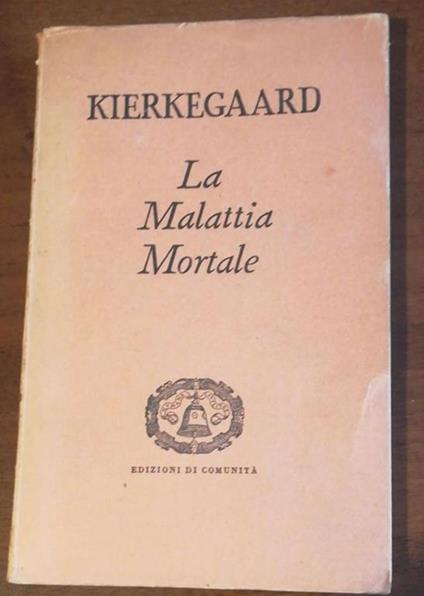 KIERKEGAARD
La
Malattia
Mortale
EDIZIONI DI COMUNITÀ